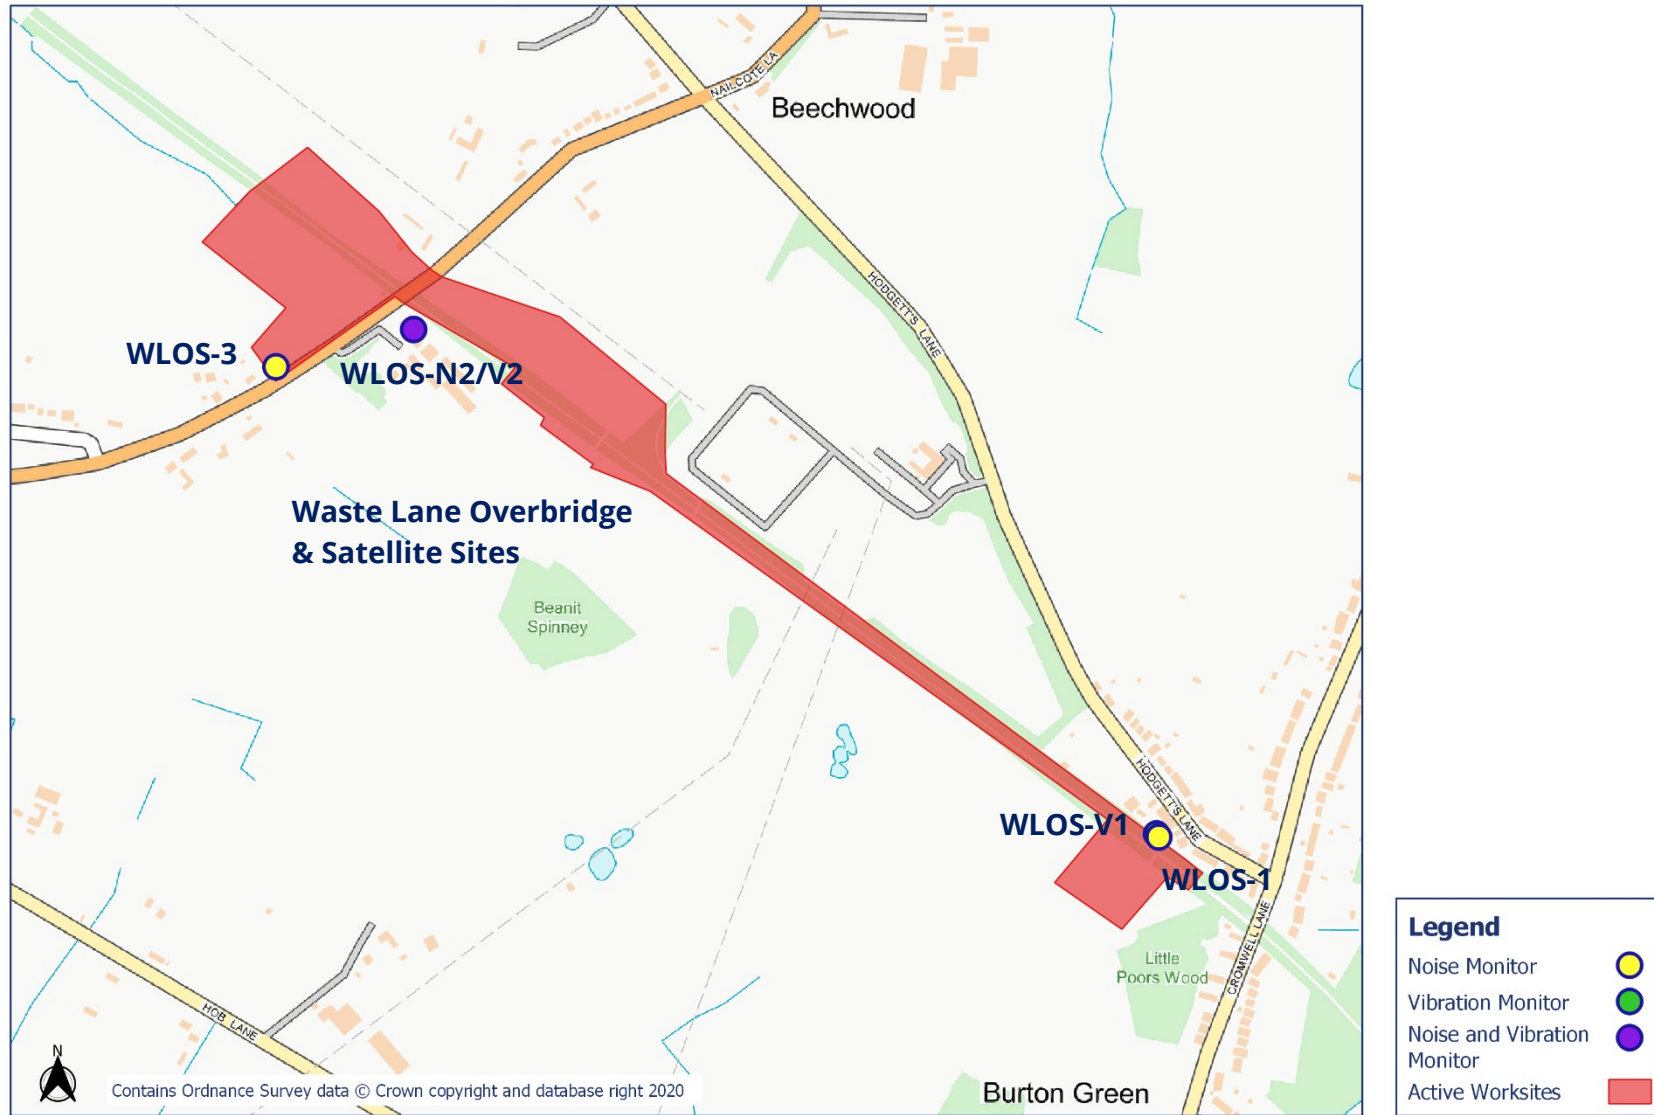 NAILCOTE LA
Beechwood
HODGETT'S LANE
WLOS-3
WLOS-N2/V2
Waste Lane Overbridge
& Satellite Sites
Beanit
Spinney
HODGETT'S LANE
WLOS-V1
WLOS-1
CROMWELL LANE
Little
Poors Wood
HOB LANE
N
Contains Ordnance Survey data © Crown copyright and database right 2020
Burton Green
Legend
Noise Monitor
Vibration Monitor
Noise and Vibration
Monitor
Active Worksites